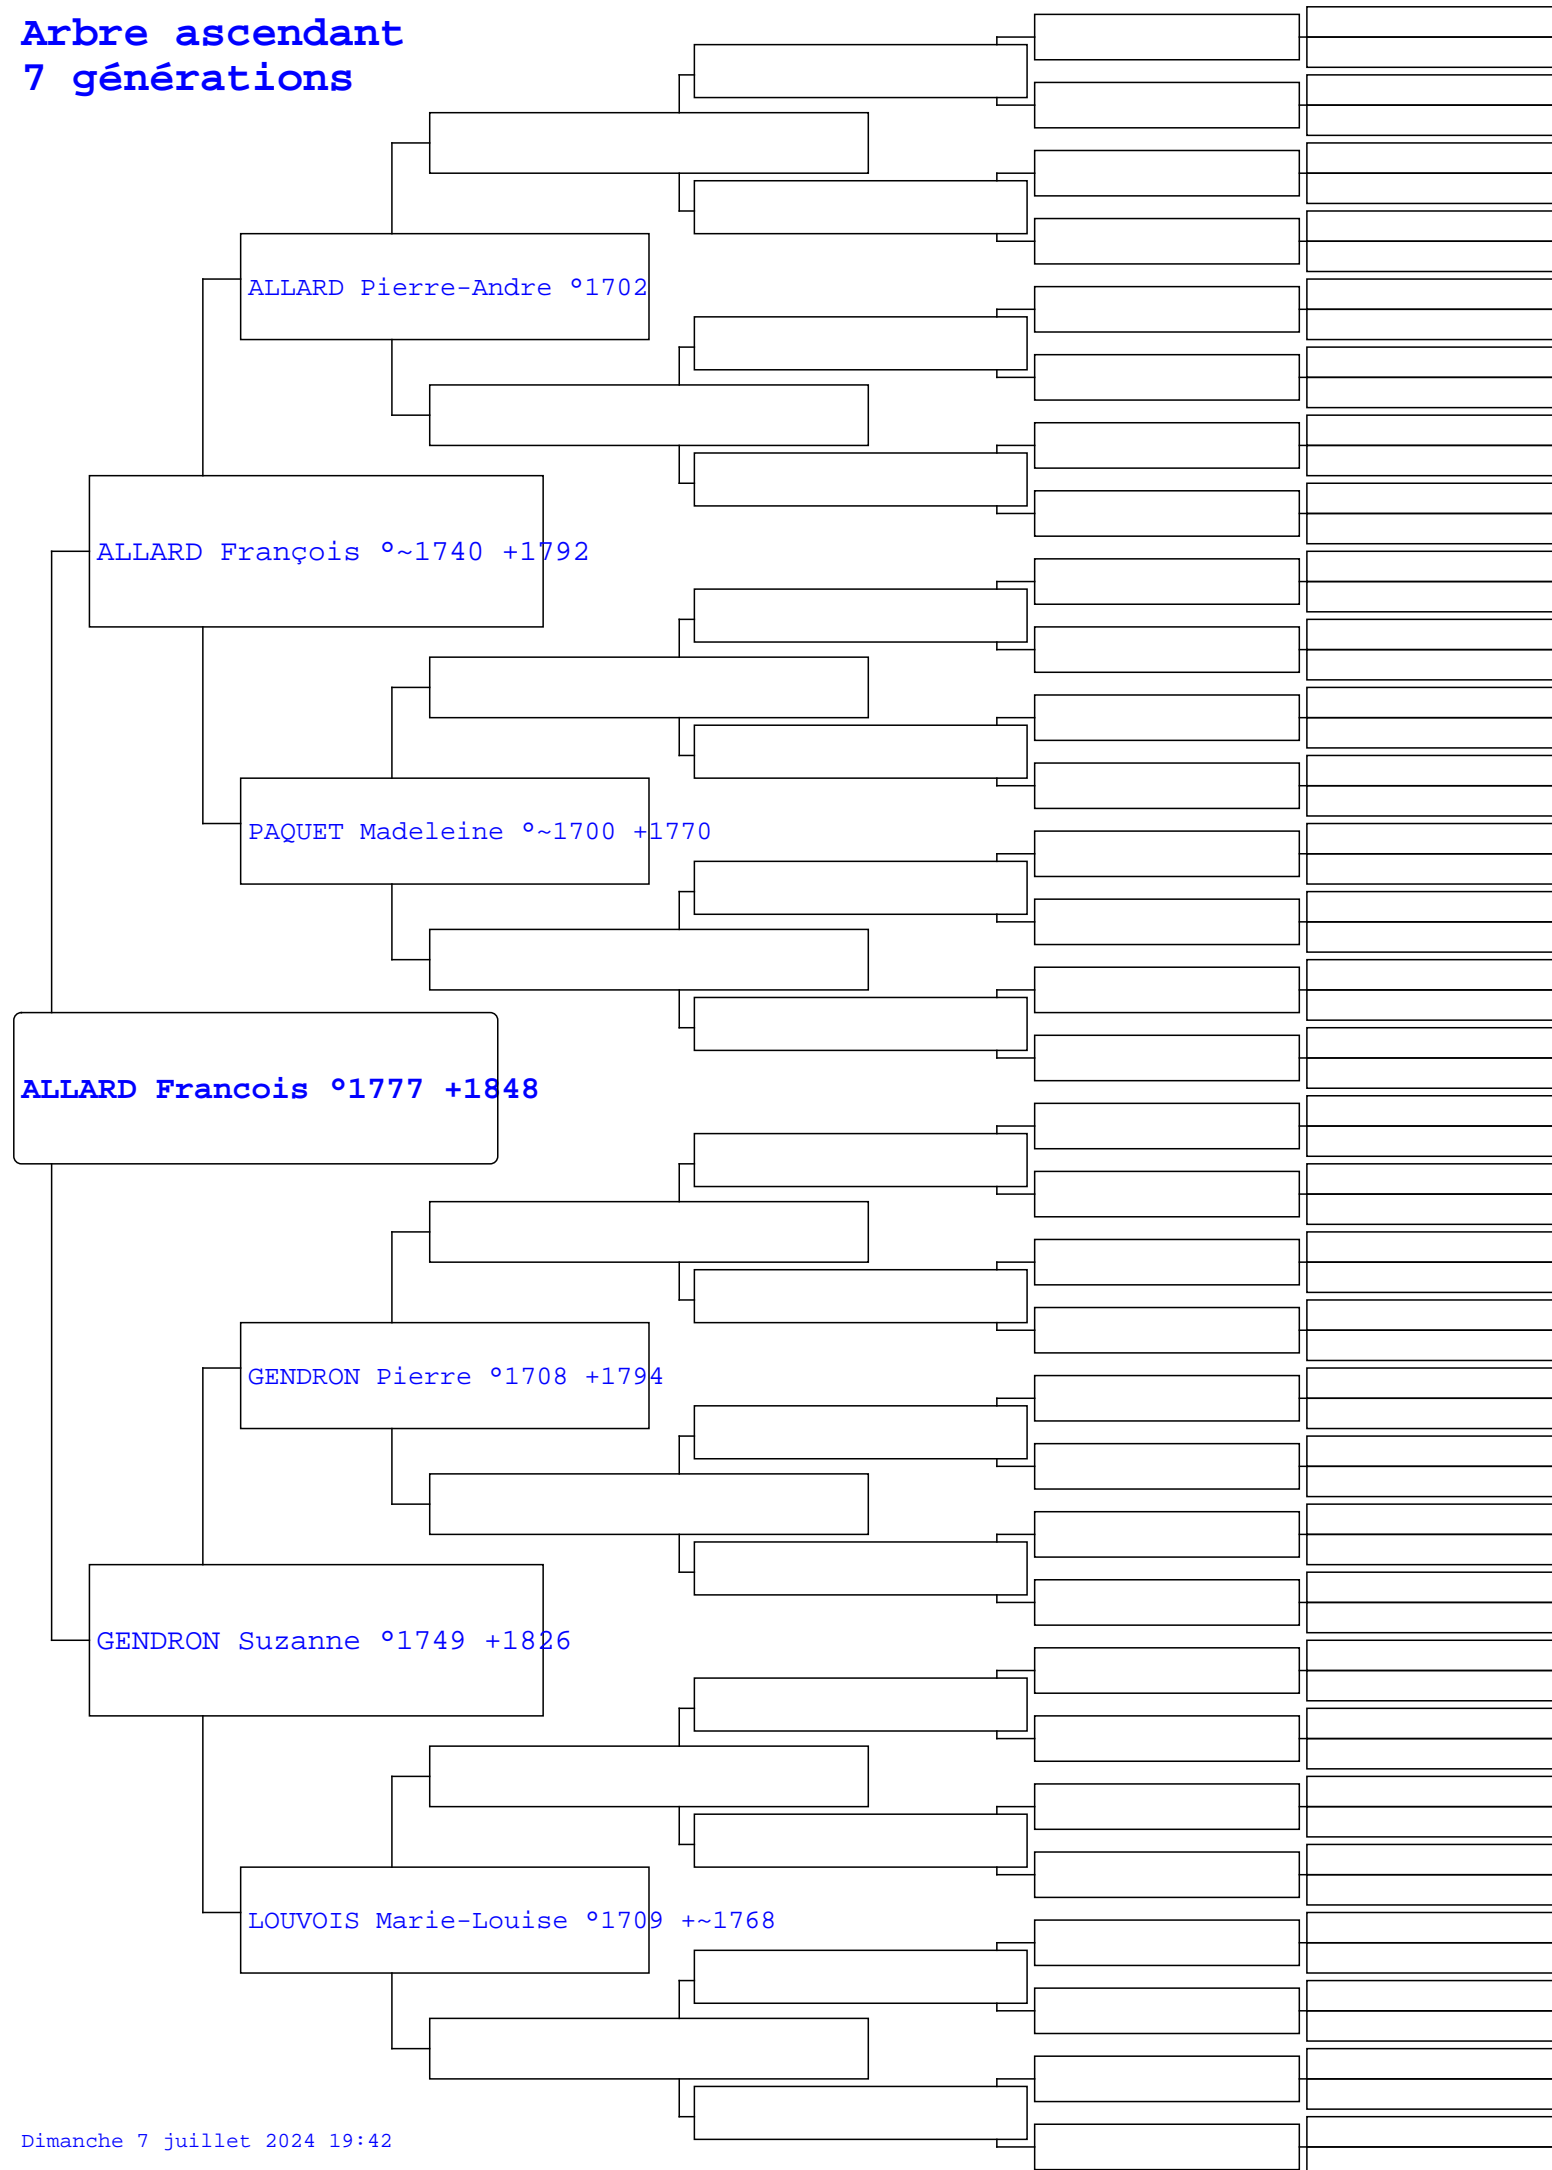 Arbre ascendant
7 générations
ALLARD Pierre-Andre °1702
ALLARD François °~1740 +1792
PAQUET Madeleine °~1700 +1770
ALLARD Francois °1777 +1848
GENDRON Pierre °1708 +1794
GENDRON Suzanne °1749 +1826
LOUVOIS Marie-Louise °1709 +~1768
Dimanche 7 juillet 2024 19:42